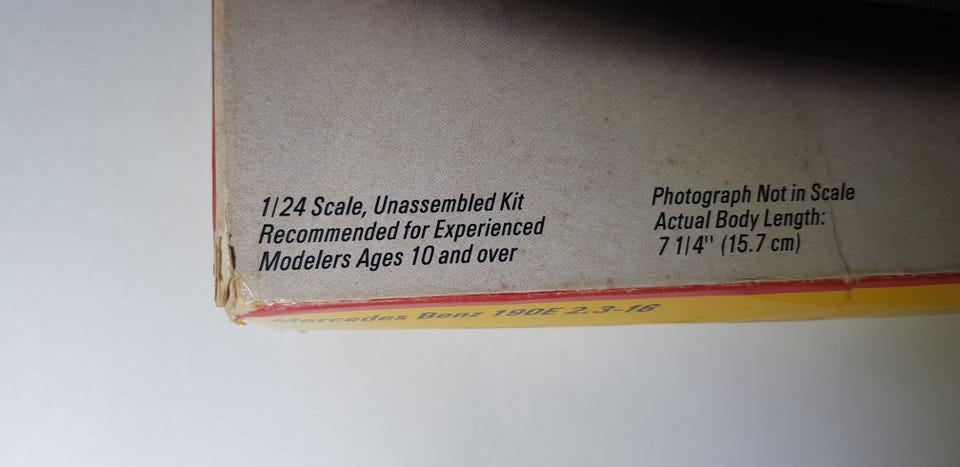 1/24 Scale, Unassembled Kit
Recommended for Experienced
Modelers Ages 10 and over
Photograph Not in Scale
Actual Body Length:
7 1/4" (15.7 cm)
Mercedes Benz 190E 2.3-16